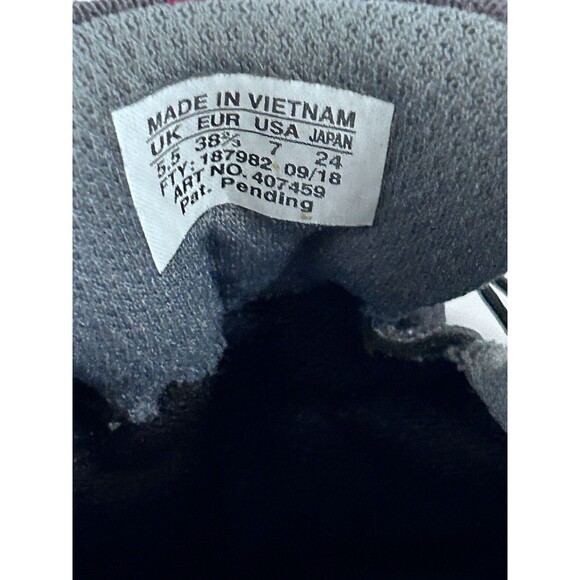 MADE IN VIETNAM
UK EUR USA JAPAN
5.5 38⅔ 7 24
FTY: 187982 09/18
ART NO. 407459
Pat. Pending